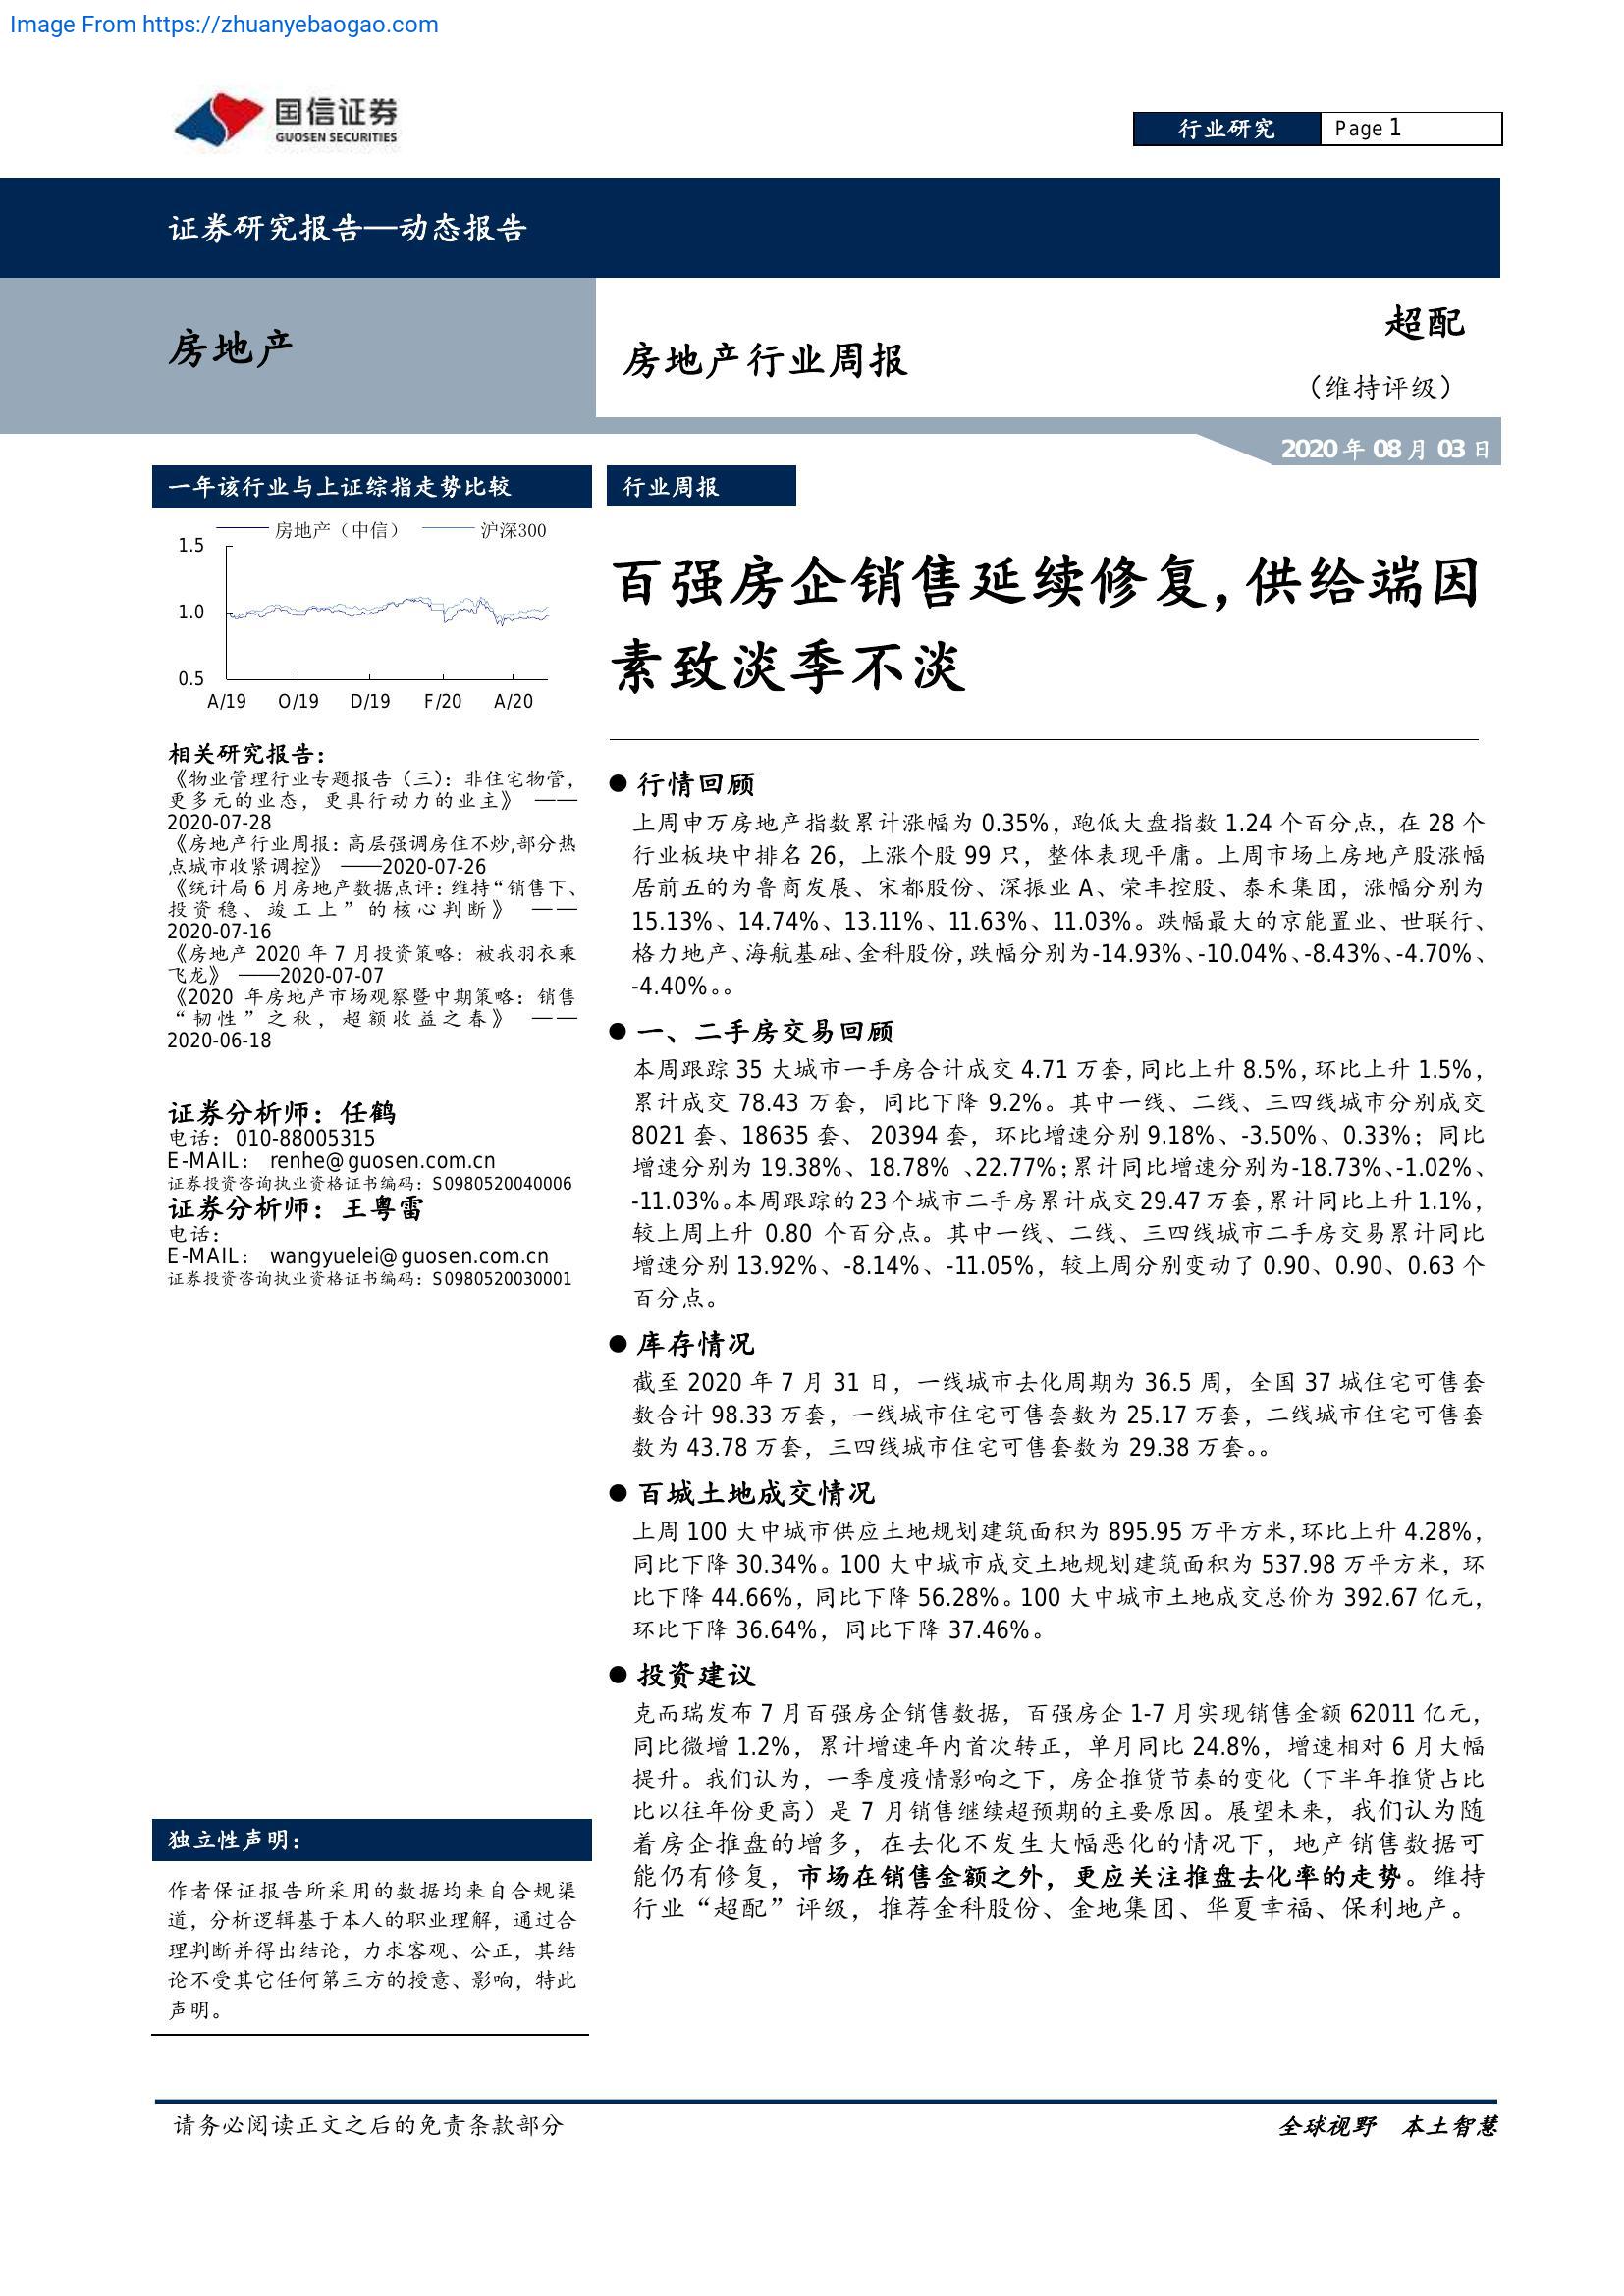 Image From https://zhuanyebaogao.com
国信证券
GUOSEN SECURITIES
行业研究
Page 1
证券研究报告—动态报告
房地产
房地产行业周报
超配
（维持评级）
2020 年 08 月 03 日
一年该行业与上证综指走势比较
房地产（中信） 沪深300
1.5
1.0
0.5
A/19 O/19 D/19 F/20 A/20
相关研究报告：
《物业管理行业专题报告（三）：非住宅物管，
更多元的业态，更具行动力的业主》 ——
2020-07-28
《房地产行业周报：高层强调房住不炒,部分热
点城市收紧调控》 ——2020-07-26
《统计局 6 月房地产数据点评：维持“销售下、
投资稳、竣工上”的核心判断》 ——
2020-07-16
《房地产 2020 年 7 月投资策略：被我羽衣乘
飞龙》 ——2020-07-07
《2020 年房地产市场观察暨中期策略：销售
“韧性”之秋，超额收益之春》 ——
2020-06-18
证券分析师：任鹤
电话： 010-88005315
E-MAIL： renhe@guosen.com.cn
证券投资咨询执业资格证书编码：S0980520040006
证券分析师：王粤雷
电话：
E-MAIL： wangyuelei@guosen.com.cn
证券投资咨询执业资格证书编码：S0980520030001
独立性声明：
作者保证报告所采用的数据均来自合规渠
道，分析逻辑基于本人的职业理解，通过合
理判断并得出结论，力求客观、公正，其结
论不受其它任何第三方的授意、影响，特此
声明。
行业周报
百强房企销售延续修复,供给端因
素致淡季不淡
● 行情回顾
上周申万房地产指数累计涨幅为 0.35%，跑低大盘指数 1.24 个百分点，在 28 个
行业板块中排名 26，上涨个股 99 只，整体表现平庸。上周市场上房地产股涨幅
居前五的为鲁商发展、宋都股份、深振业 A、荣丰控股、泰禾集团，涨幅分别为
15.13%、14.74%、13.11%、11.63%、11.03%。跌幅最大的京能置业、世联行、
格力地产、海航基础、金科股份，跌幅分别为-14.93%、-10.04%、-8.43%、-4.70%、
-4.40%。。
● 一、二手房交易回顾
本周跟踪 35 大城市一手房合计成交 4.71 万套，同比上升 8.5%，环比上升 1.5%，
累计成交 78.43 万套，同比下降 9.2%。其中一线、二线、三四线城市分别成交
8021 套、18635 套、 20394 套，环比增速分别 9.18%、-3.50%、0.33%；同比
增速分别为 19.38%、18.78% 、22.77%；累计同比增速分别为-18.73%、-1.02%、
-11.03%。本周跟踪的 23 个城市二手房累计成交 29.47 万套，累计同比上升 1.1%，
较上周上升 0.80 个百分点。其中一线、二线、三四线城市二手房交易累计同比
增速分别 13.92%、-8.14%、-11.05%，较上周分别变动了 0.90、0.90、0.63 个
百分点。
● 库存情况
截至 2020 年 7 月 31 日，一线城市去化周期为 36.5 周，全国 37 城住宅可售套
数合计 98.33 万套，一线城市住宅可售套数为 25.17 万套，二线城市住宅可售套
数为 43.78 万套，三四线城市住宅可售套数为 29.38 万套。。
● 百城土地成交情况
上周 100 大中城市供应土地规划建筑面积为 895.95 万平方米，环比上升 4.28%，
同比下降 30.34%。100 大中城市成交土地规划建筑面积为 537.98 万平方米，环
比下降 44.66%，同比下降 56.28%。100 大中城市土地成交总价为 392.67 亿元，
环比下降 36.64%，同比下降 37.46%。
● 投资建议
克而瑞发布 7 月百强房企销售数据，百强房企 1-7 月实现销售金额 62011 亿元，
同比微增 1.2%，累计增速年内首次转正，单月同比 24.8%，增速相对 6 月大幅
提升。我们认为，一季度疫情影响之下，房企推货节奏的变化（下半年推货占比
比以往年份更高）是 7 月销售继续超预期的主要原因。展望未来，我们认为随
着房企推盘的增多，在去化不发生大幅恶化的情况下，地产销售数据可
能仍有修复，市场在销售金额之外，更应关注推盘去化率的走势。维持
行业“超配”评级，推荐金科股份、金地集团、华夏幸福、保利地产。
请务必阅读正文之后的免责条款部分
全球视野 本土智慧